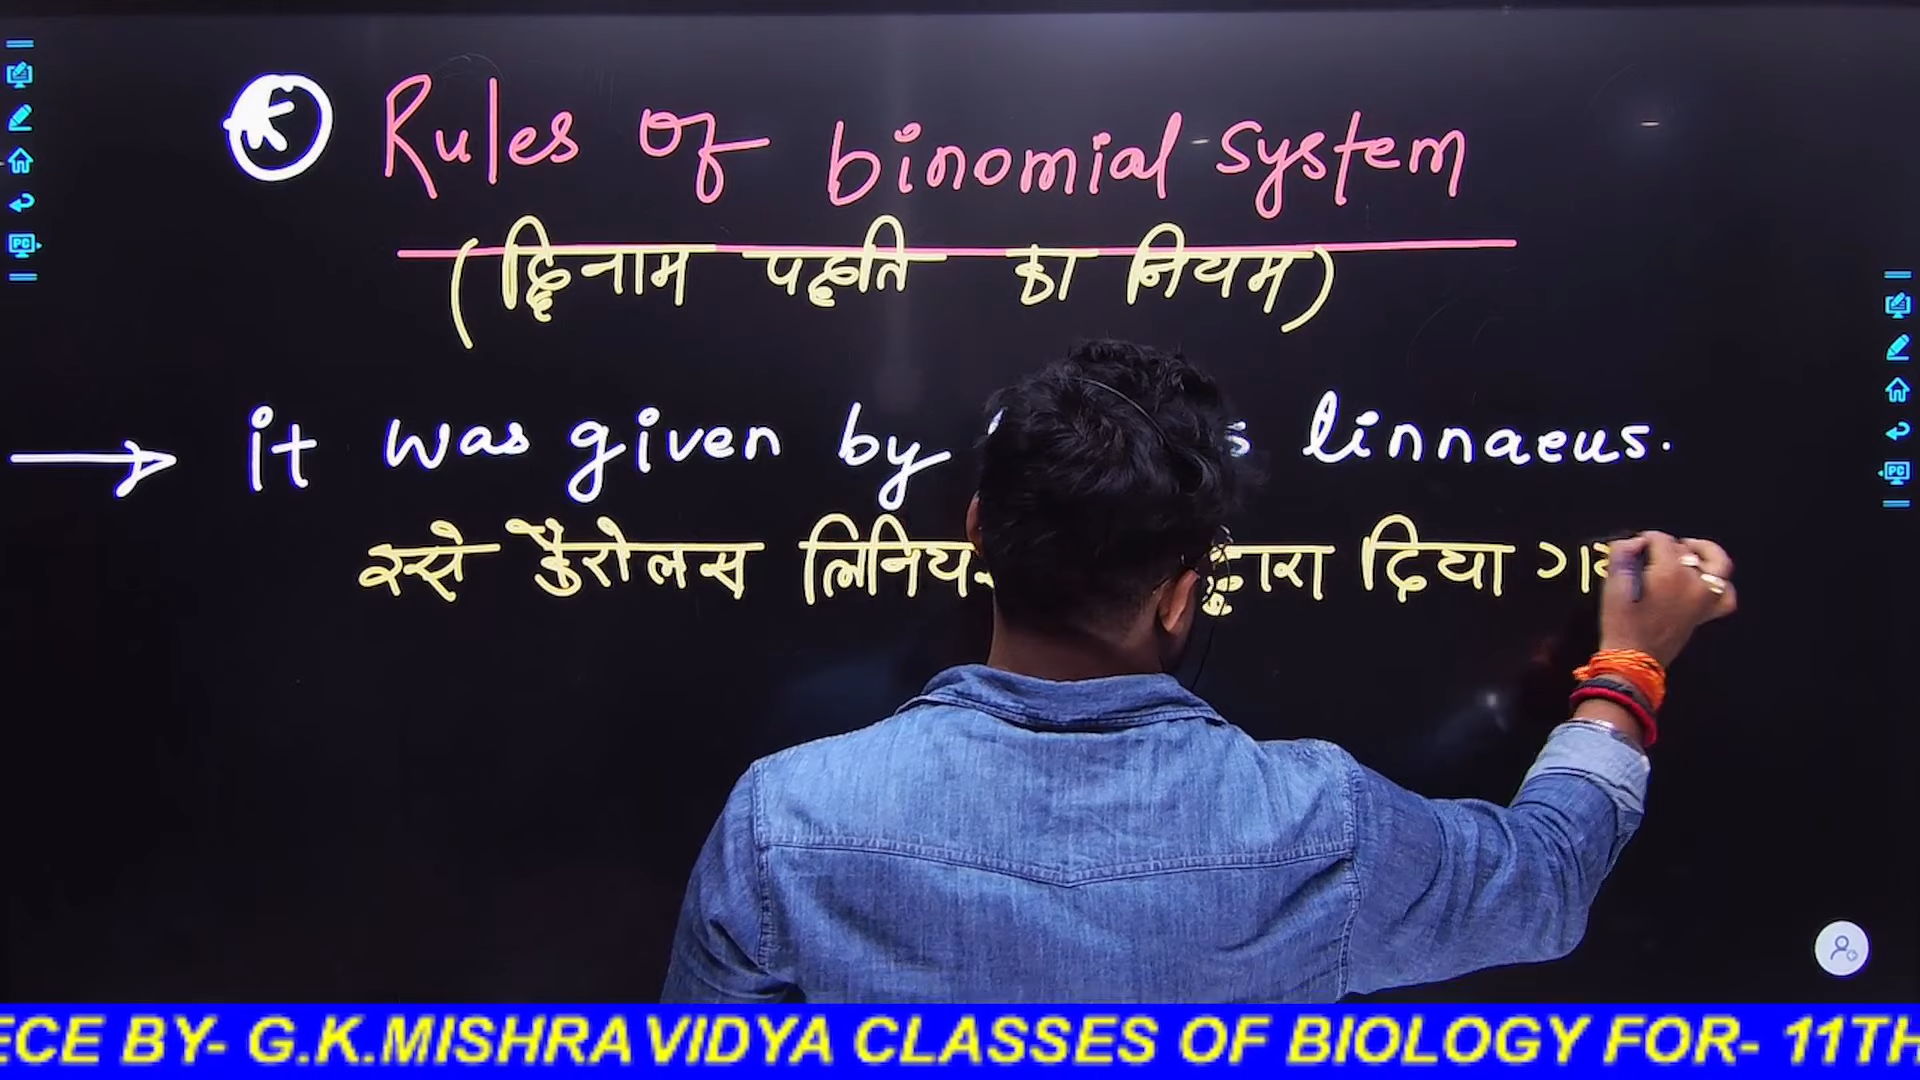 Rules of binomial system
(द्विनाम पद्धति का नियम)
it was given by linnaeus.
इसे कैरोलस द्वारा दिया
BY- G.K.MISHRA VIDYA CLASSES OF BIOLOGY FOR- 11TH